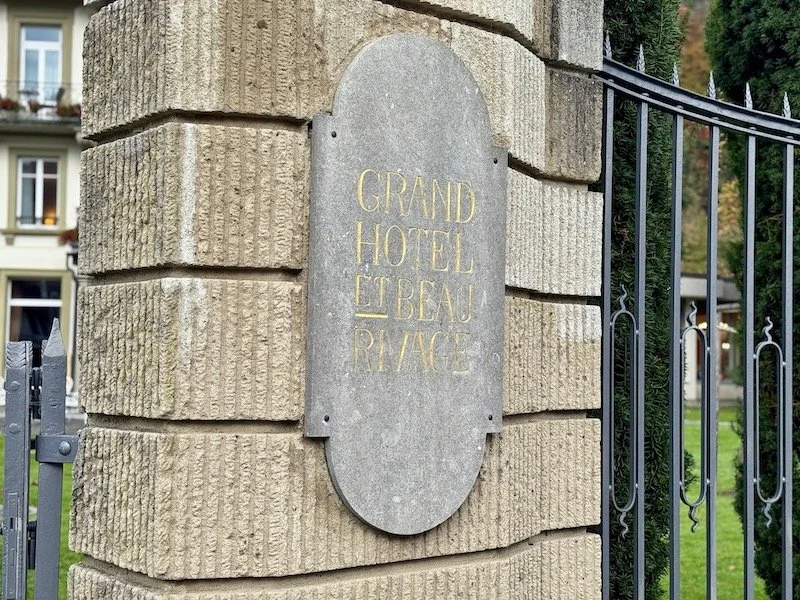 GRAND
HOTEL
ET BEAU
RIVAGE